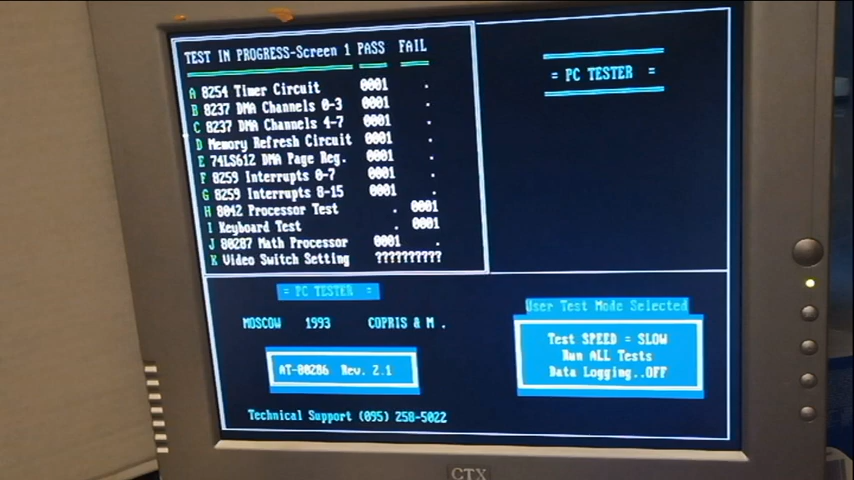 TEST IN PROGRESS-Screen 1 PASS FAIL
A 8254 Timer Circuit 0001 .
B 8237 DMA Channels 0-3 0001 .
C 8237 DMA Channels 4-7 0001 .
D Memory Refresh Circuit 0001 .
E 74LS612 DMA Page Reg. 0001 .
F 8259 Interrupts 0-7 0001 .
G 8259 Interrupts 8-15 0001 .
H 8042 Processor Test . 0001
I Keyboard Test . 0001
J 80287 Math Processor 0001 .
K Video Switch Setting ??????????
= PC TESTER =
= PC TESTER =
MOSCOW 1993 COPRIS & M .
AT-80286 Rev. 2.1
Technical Support (095) 258-5022
User Test Mode Selected
Test SPEED = SLOW
Run ALL Tests
Data Logging..OFF
CTX